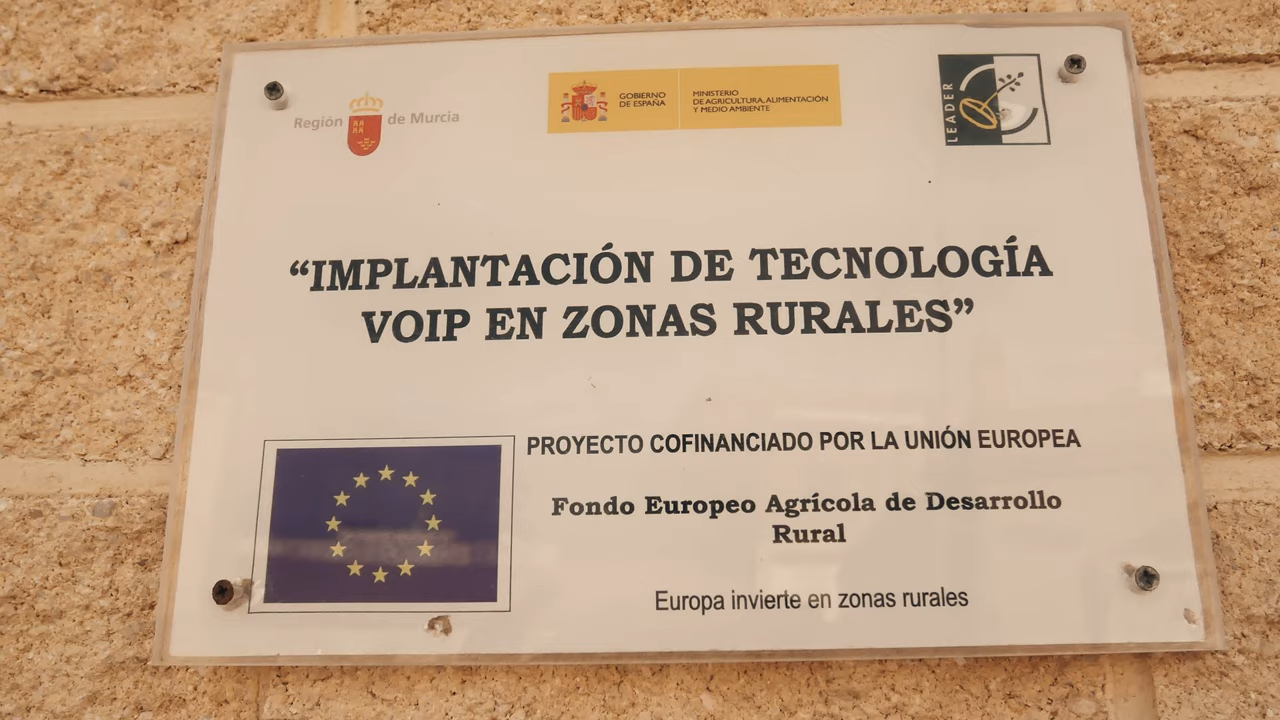 Región de Murcia
GOBIERNO
DE ESPAÑA
MINISTERIO
DE AGRICULTURA, ALIMENTACIÓN
Y MEDIO AMBIENTE
LEADER
“IMPLANTACIÓN DE TECNOLOGÍA
VOIP EN ZONAS RURALES”
PROYECTO COFINANCIADO POR LA UNIÓN EUROPEA
Fondo Europeo Agrícola de Desarrollo
Rural
Europa invierte en zonas rurales